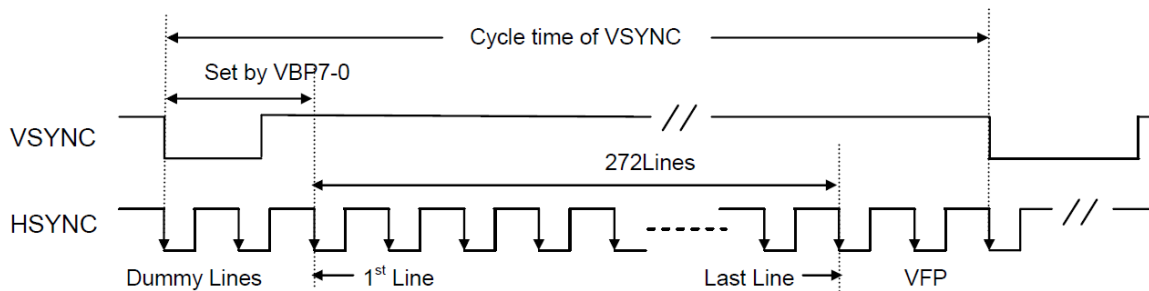 Cycle time of VSYNC
Set by VBP7-0
VSYNC
272Lines
HSYNC
Dummy Lines
1st Line
Last Line
VFP